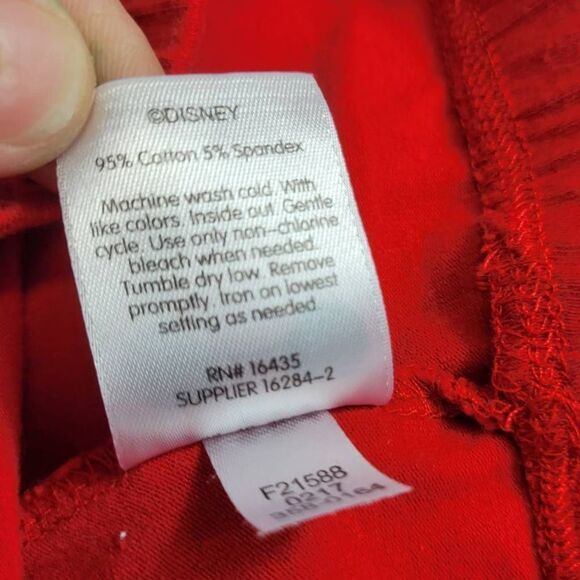 ©DISNEY
95% Cotton 5% Spandex
Machine wash cold. With
like colors. Inside out. Gentle
cycle. Use only non-chlorine
bleach when needed.
Tumble dry low. Remove
promptly. Iron on lowest
setting as needed.
RN# 16435
SUPPLIER 16284-2
F21588
0217